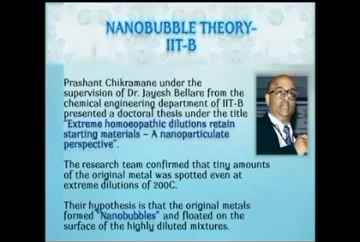 NANOBUBBLE THEORY-
IIT-B
Prashant Chikramane under the
supervision of Dr. Jayesh Bellare from the
chemical engineering department of IIT-B
presented a doctoral thesis under the title
"Extreme homoeopathic dilutions retain
starting materials – A nanoparticulate
perspective".
The research team confirmed that tiny amounts
of the original metal was spotted even at
extreme dilutions of 200C.
Their hypothesis is that the original metals
formed "Nanobubbles" and floated on the
surface of the highly diluted mixtures.